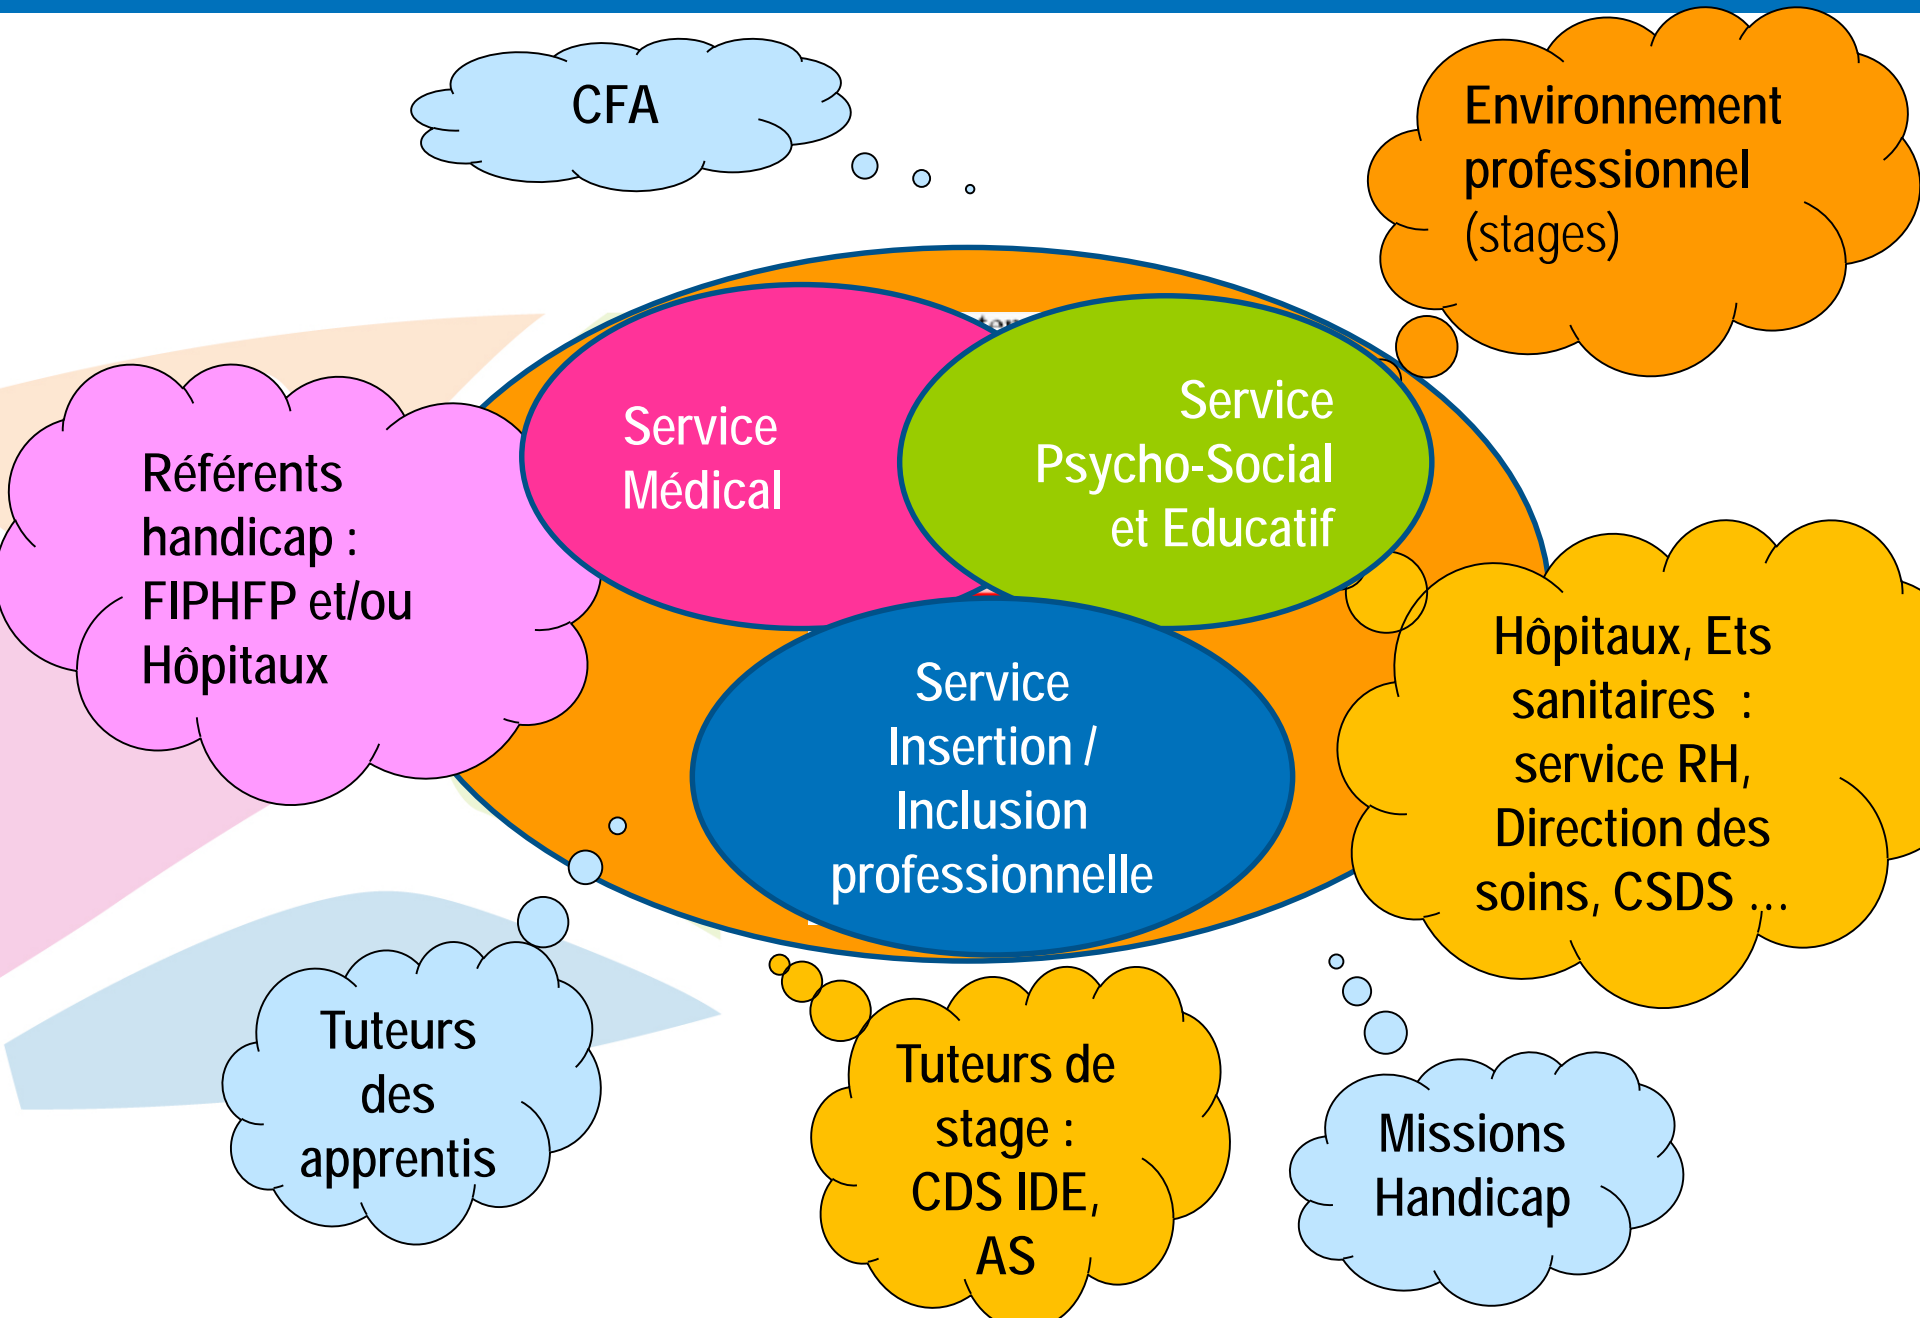 CFA
Environnement
professionnel
(stages)
Service
Médical
Service
Psycho-Social
et Educatif
Référents
handicap :
FIPHFP et/ou
Hôpitaux
Service
Insertion /
Inclusion
professionnelle
Hôpitaux, Ets
sanitaires :
service RH,
Direction des
soins, CSDS ...
Tuteurs
des
apprentis
Tuteurs de
stage :
CDS IDE,
AS
Missions
Handicap